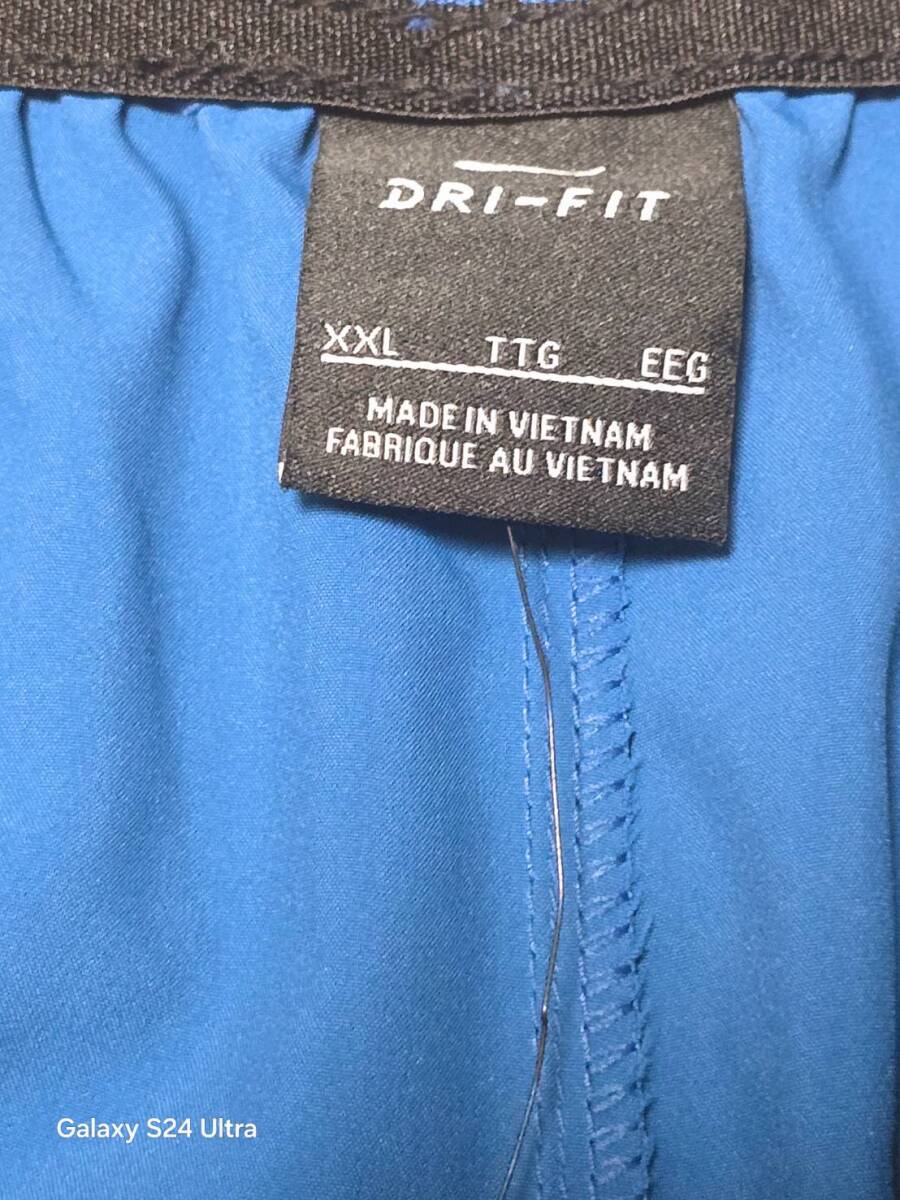 DRI-FIT
XXL TTG EEG
MADE IN VIETNAM
FABRIQUE AU VIETNAM
Galaxy S24 Ultra